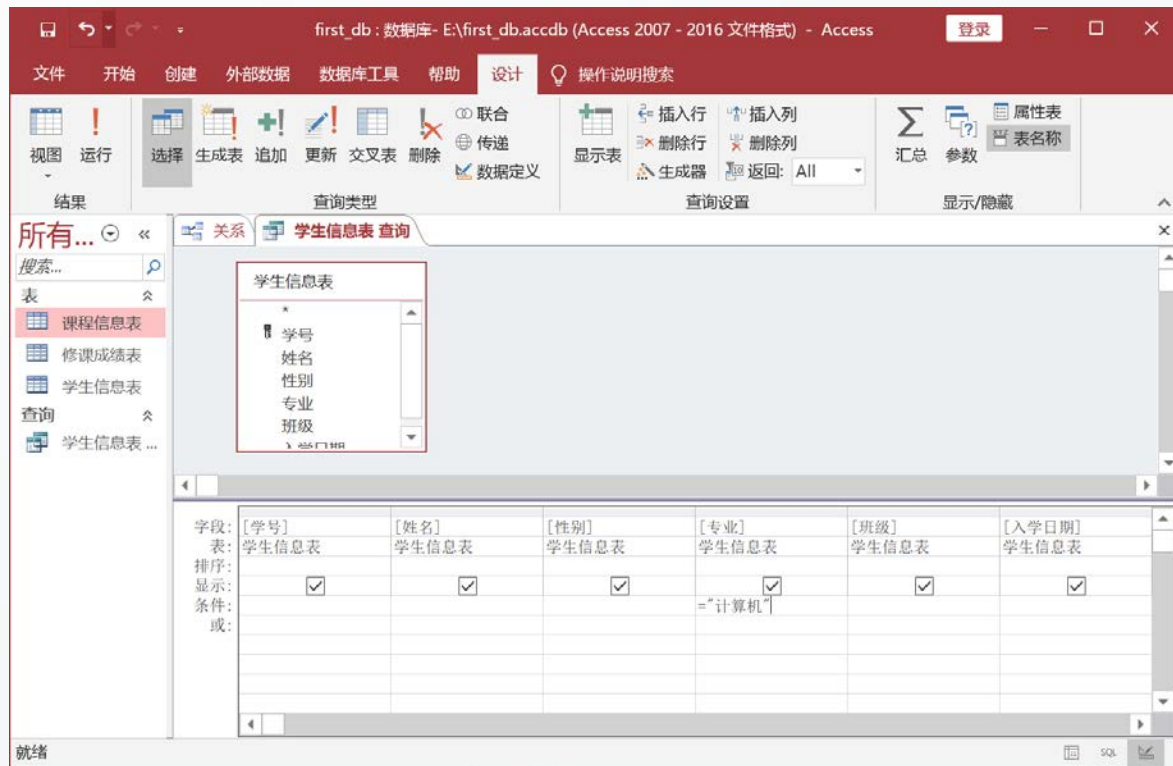 first_db : 数据库- E:\first_db.accdb (Access 2007 - 2016 文件格式) - Access 登录
文件 开始 创建 外部数据 数据库工具 帮助 设计 操作说明搜索
视图 运行 选择 生成表 追加 更新 交叉表 删除 联合 传递 数据定义 显示表 插入行 删除行 生成器 插入列 删除列 返回: All 汇总 参数 属性表 表名称
结果 查询类型 查询设置 显示/隐藏
所有... 关系 学生信息表 查询
搜索...
表
课程信息表
修课成绩表
学生信息表
查询
学生信息表 ...
学生信息表
*
学号
姓名
性别
专业
班级
入学日期
字段: [学号] [姓名] [性别] [专业] [班级] [入学日期]
表: 学生信息表 学生信息表 学生信息表 学生信息表 学生信息表 学生信息表
排序:
显示:
条件: ="计算机"
或:
就绪 SQL